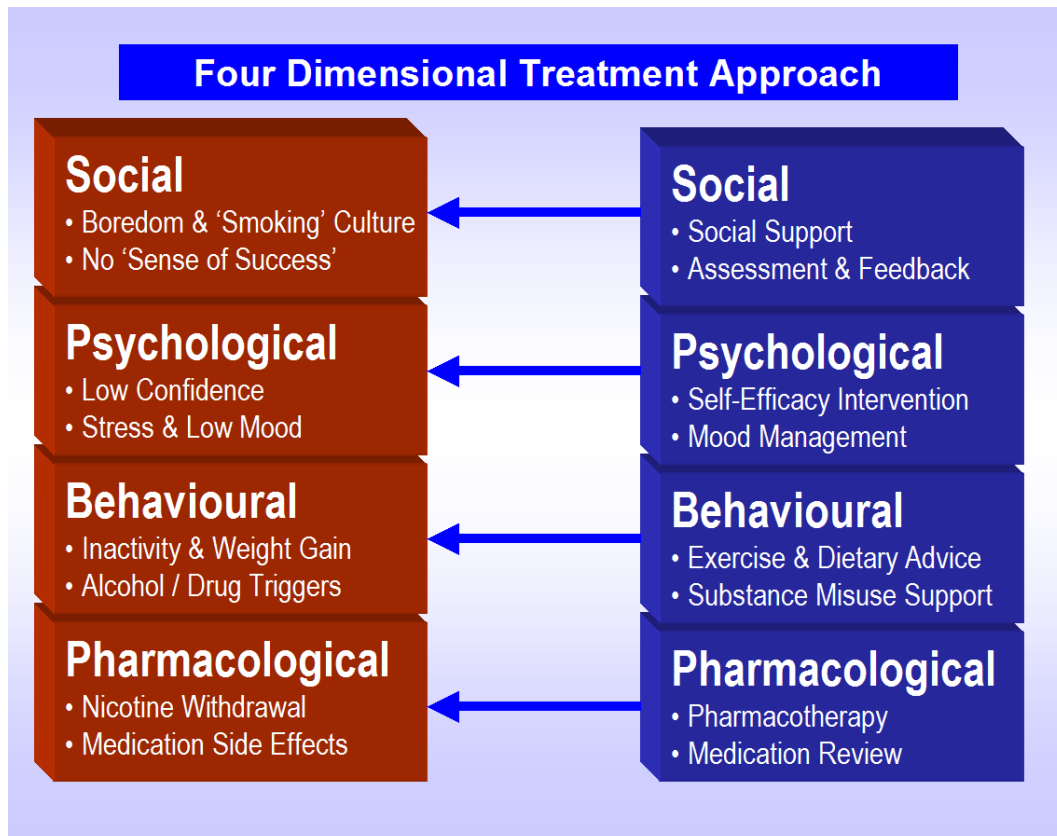 Four Dimensional Treatment Approach
Social
• Boredom & ‘Smoking’ Culture
• No ‘Sense of Success’
Psychological
• Low Confidence
• Stress & Low Mood
Behavioural
• Inactivity & Weight Gain
• Alcohol / Drug Triggers
Pharmacological
• Nicotine Withdrawal
• Medication Side Effects
Social
• Social Support
• Assessment & Feedback
Psychological
• Self-Efficacy Intervention
• Mood Management
Behavioural
• Exercise & Dietary Advice
• Substance Misuse Support
Pharmacological
• Pharmacotherapy
• Medication Review